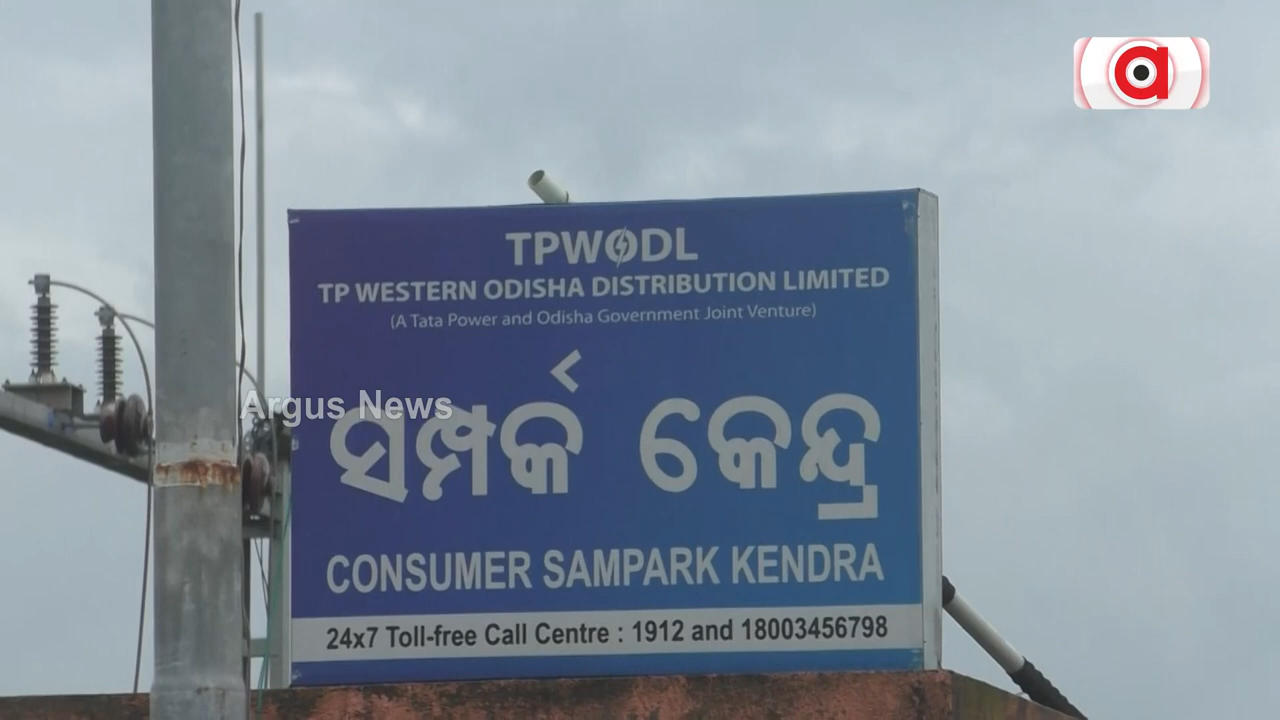 TPWODL
TP WESTERN ODISHA DISTRIBUTION LIMITED
(A Tata Power and Odisha Government Joint Venture)
Argus News
ସମ୍ପର୍କ କେନ୍ଦ୍ର
CONSUMER SAMPARK KENDRA
24x7 Toll-free Call Centre : 1912 and 18003456798